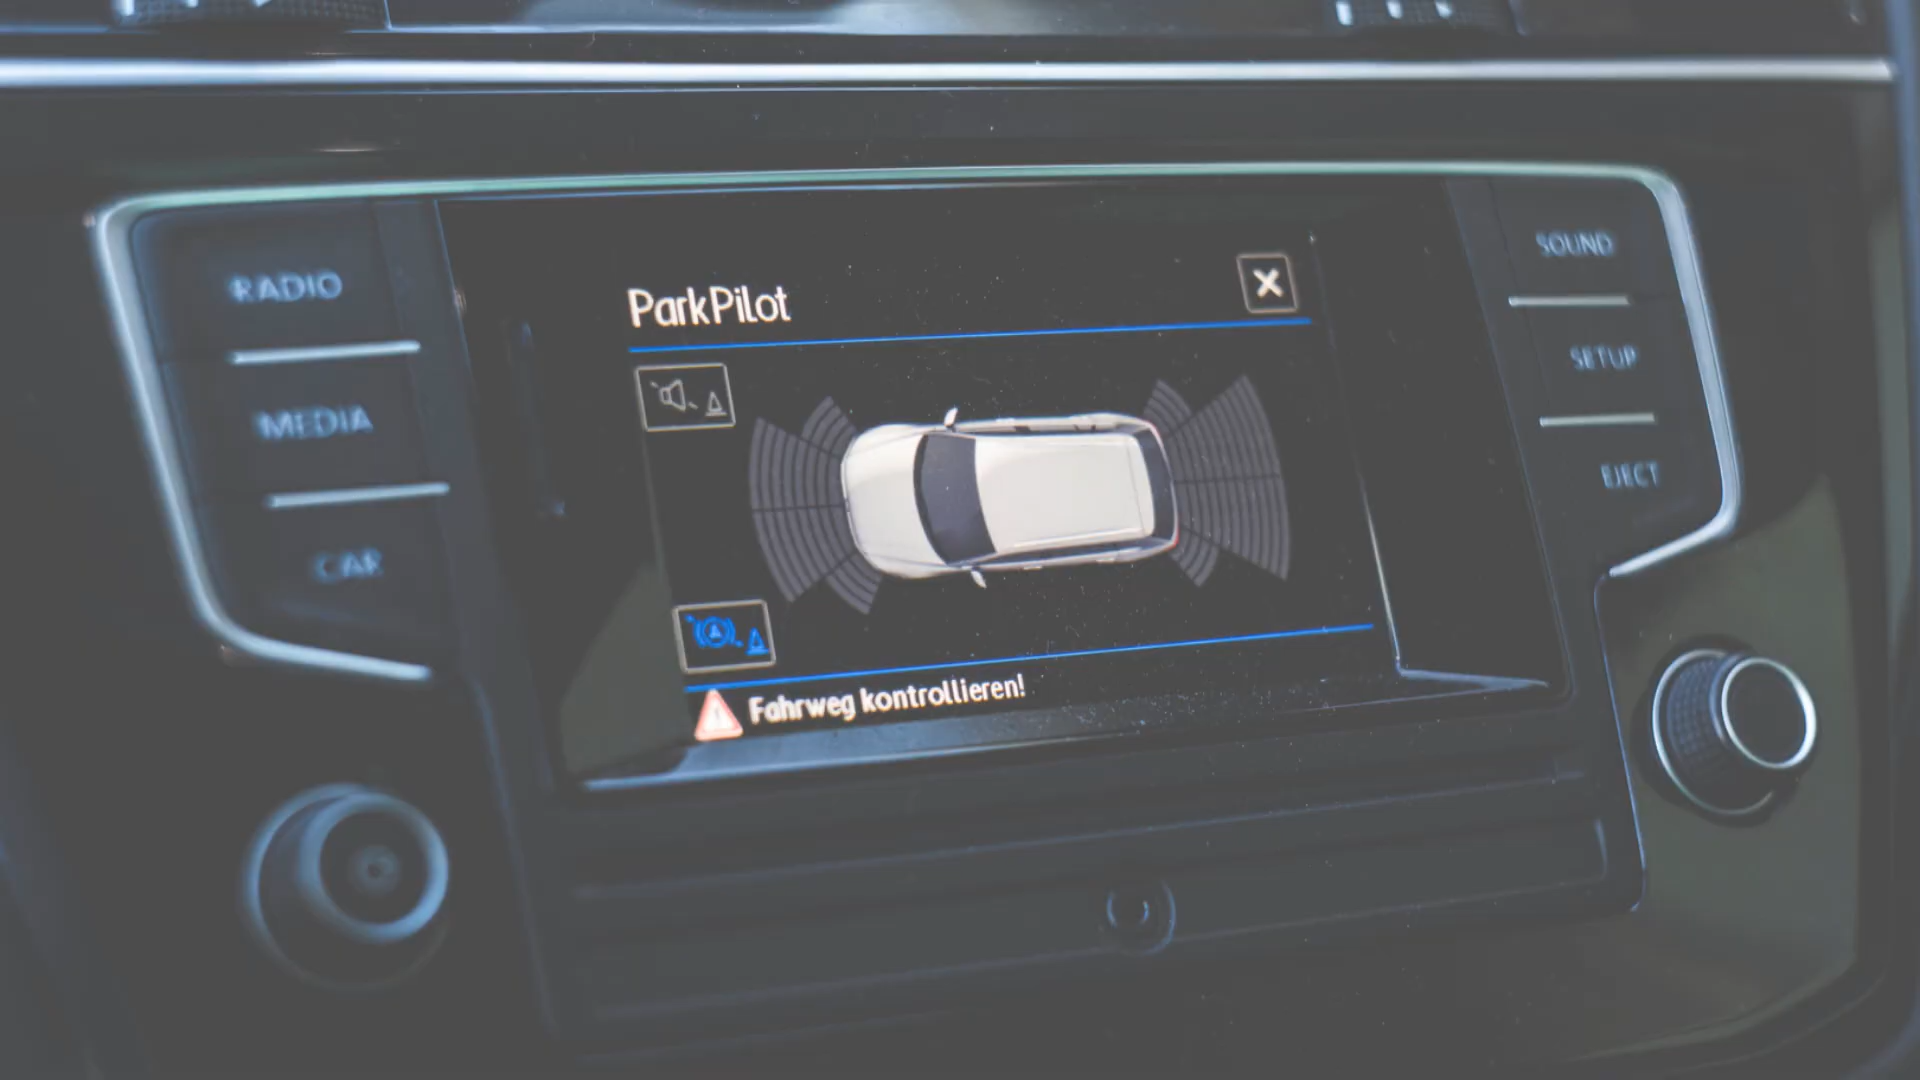 RADIO
MEDIA
CAR
ParkPilot
Fahrweg kontrollieren!
SOUND
SETUP
EJECT